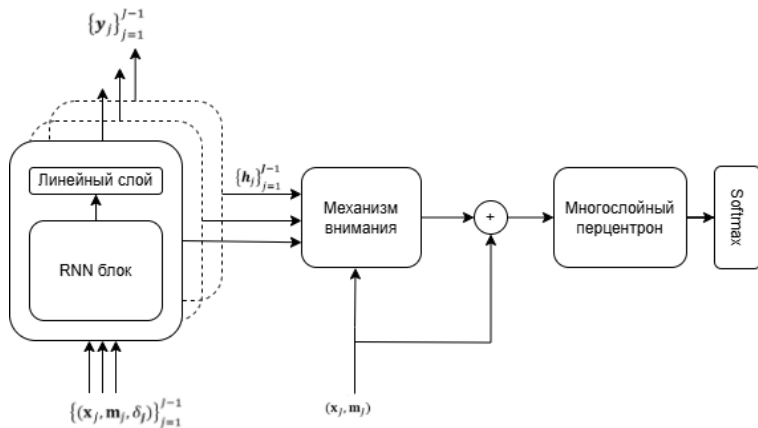 {y_j}_{j=1}^{J-1}
Линейный слой
RNN блок
{(x_j, m_j, δ_j)}_{j=1}^{J-1}
{h_j}_{j=1}^{J-1}
Механизм
внимания
(x_J, m_J)
+
Многослойный
перцентрон
Softmax